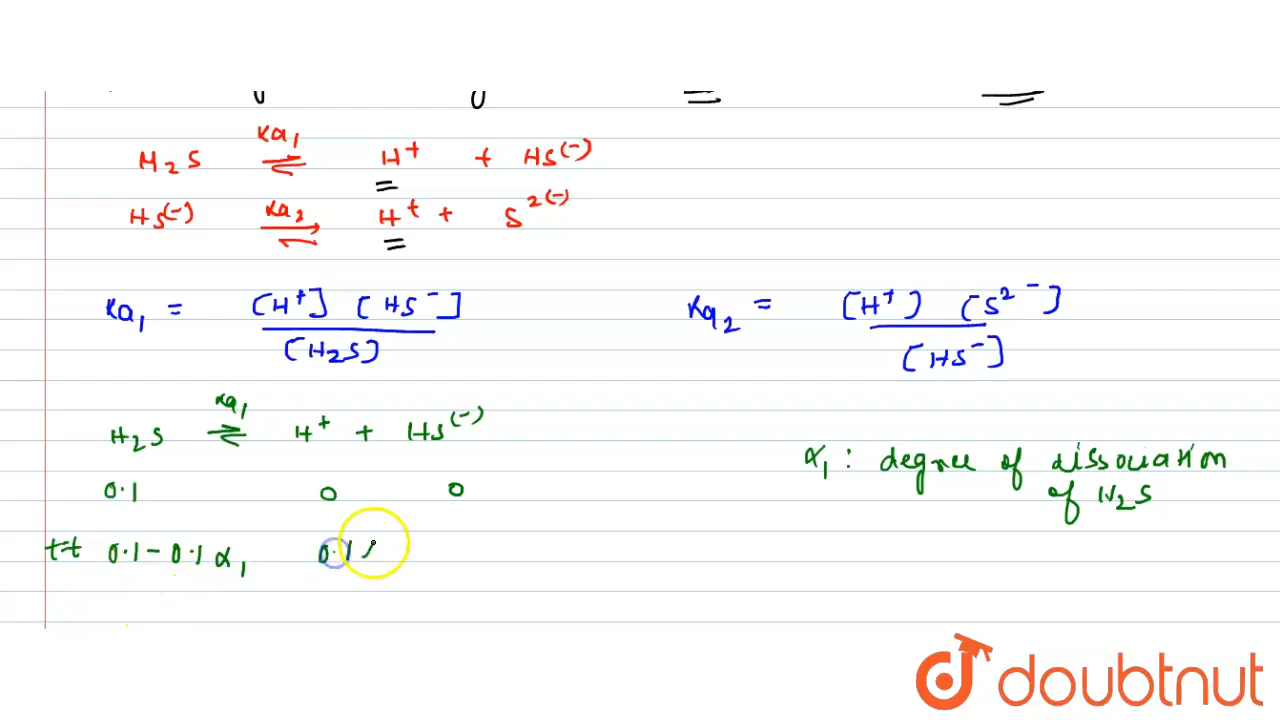 H2S ⇌ Ka1 H+ + HS(-)
HS(-) ⇌ Ka2 H+ + S2(-)
Ka1 = [H+] [HS-] / [H2S]
Ka2 = [H+] [S2-] / [HS-]
H2S ⇌ Ka1 H+ + HS(-)
0.1 0 0
α1 : degree of dissociation
of H2S
t=t 0.1-0.1α1 0.1
doubtnut